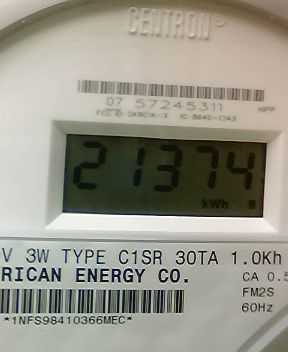 CENTRON
07 57245311 HPP
21374
kWh
V 3W TYPE C1SR 30TA 1.0Kh
RICAN ENERGY CO.
CA 0.5
FM2S
60Hz
*1NFS98410366MEC*